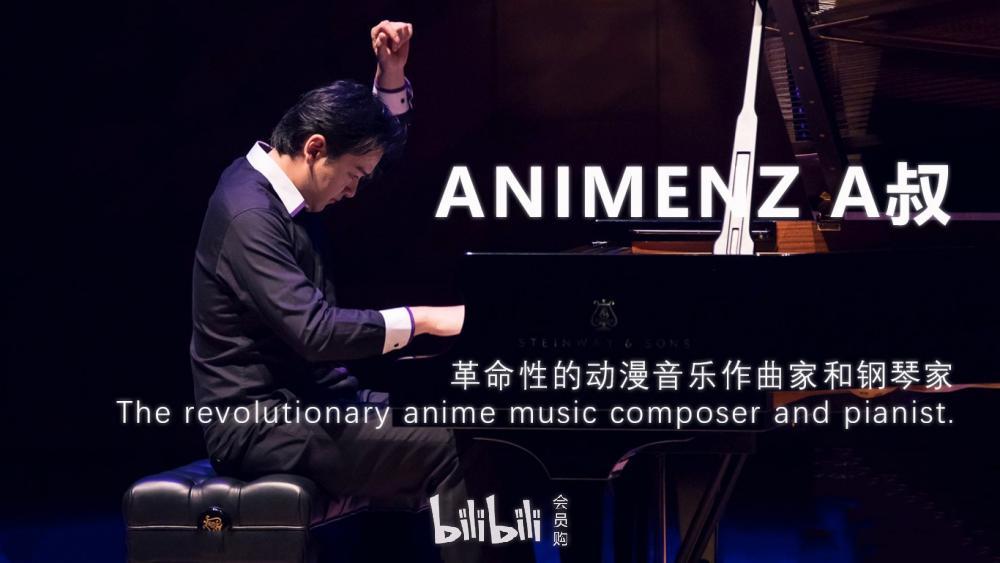 ANIMENZ A叔
STEINWAY & SONS
革命性的动漫音乐作曲家和钢琴家
The revolutionary anime music composer and pianist.
bilibili 会员购